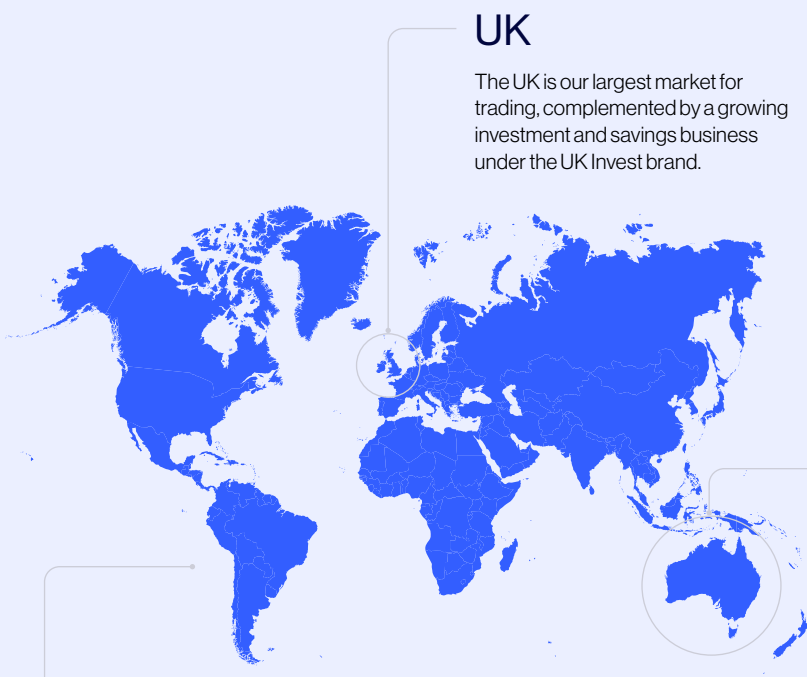 UK
The UK is our largest market for
trading, complemented by a growing
investment and savings business
under the UK Invest brand.